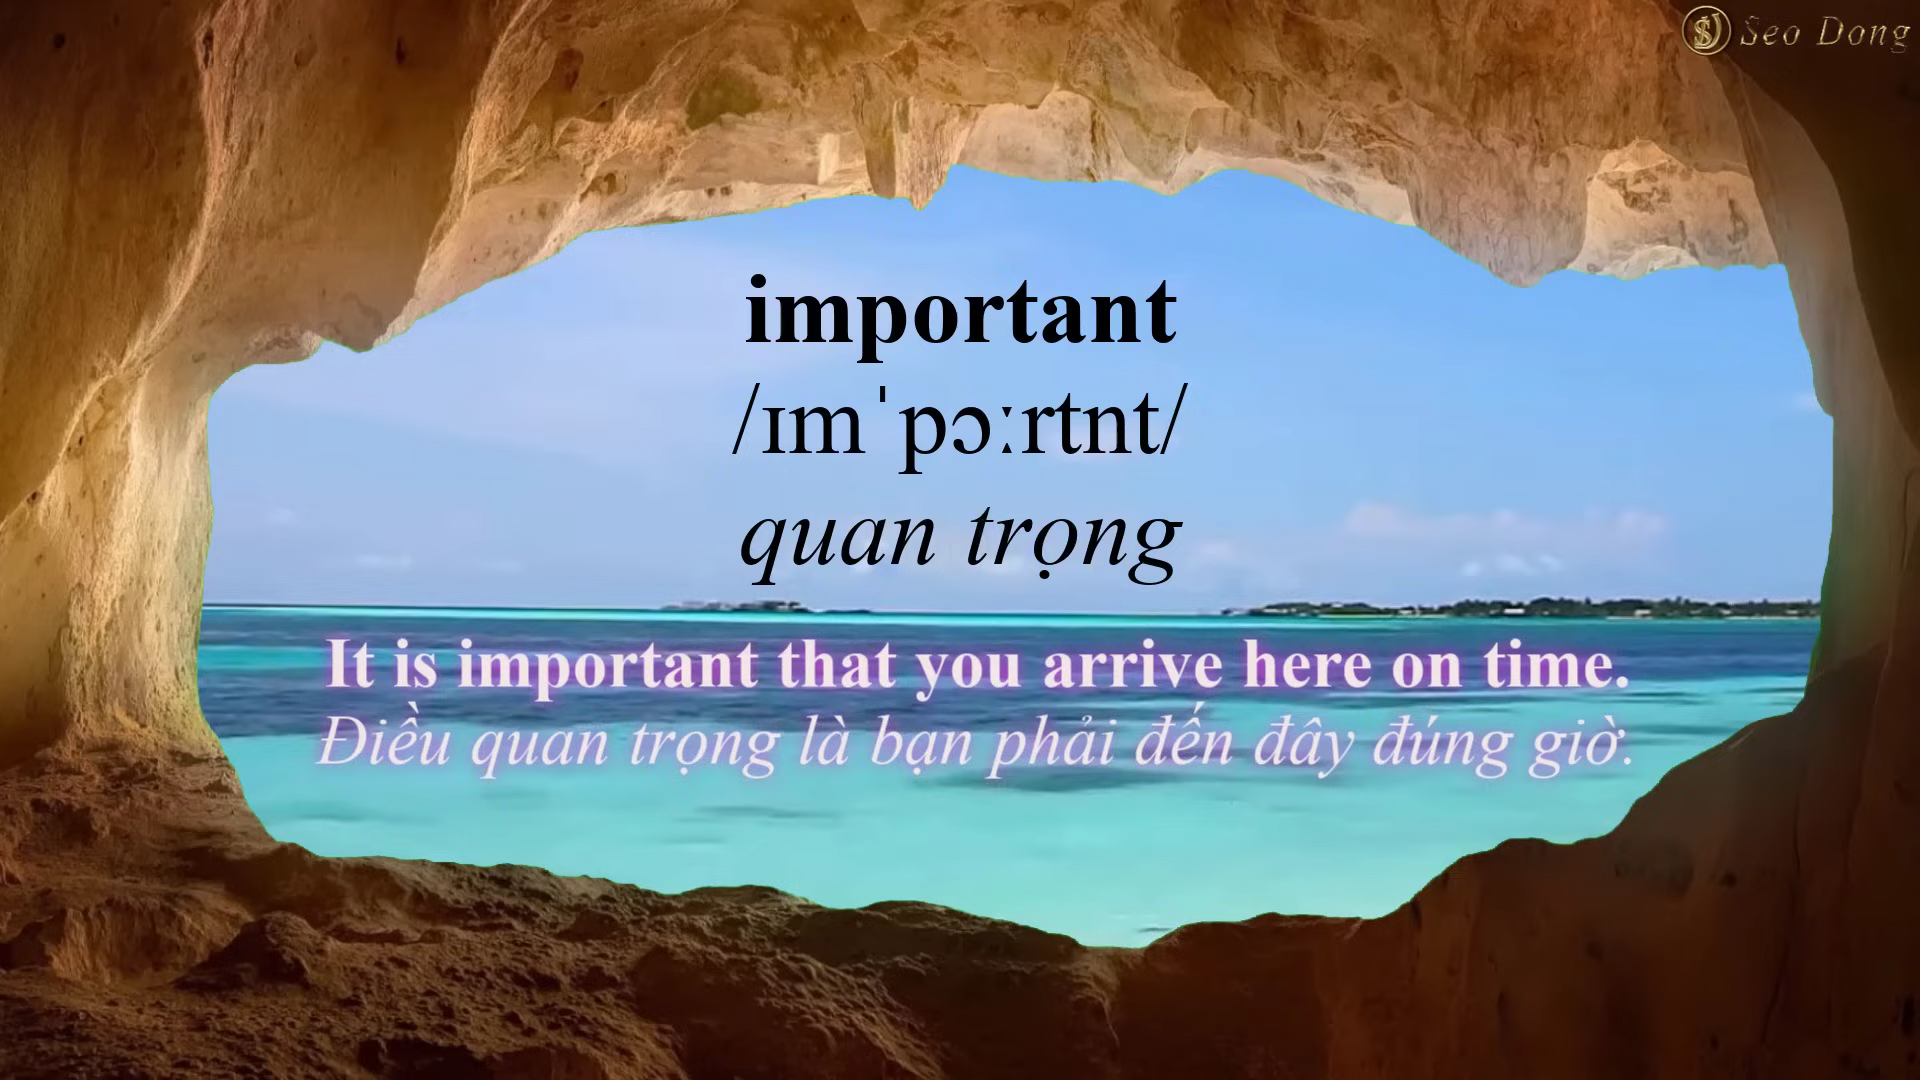 Seo Dong
important
/ɪmˈpɔːrtnt/
quan trọng
It is important that you arrive here on time.
Điều quan trọng là bạn phải đến đây đúng giờ.